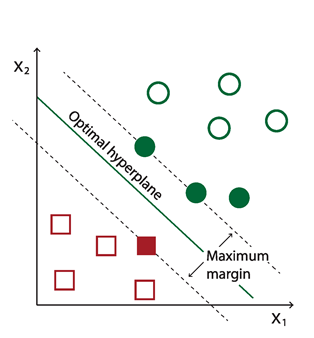 X2
Optimal hyperplane
Maximum
margin
X1